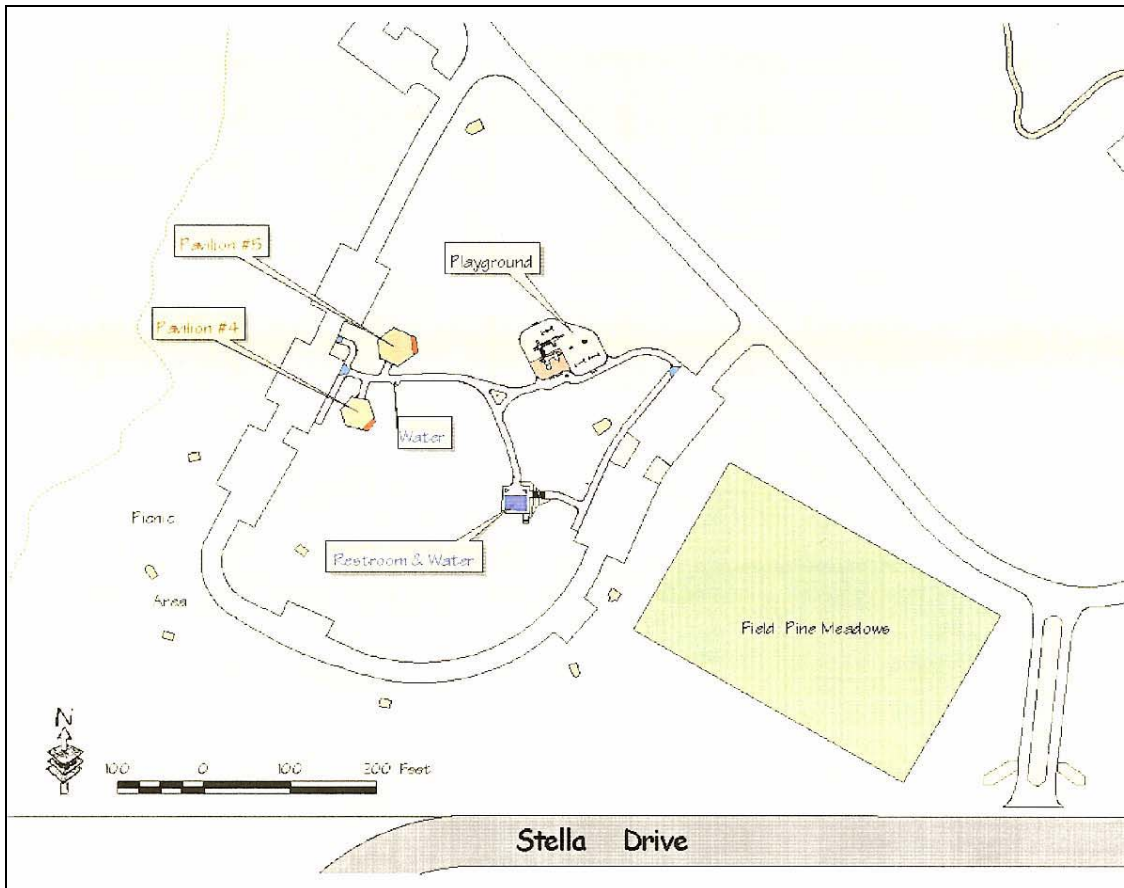 Pavilion #5
Playground
Pavilion #4
Water
Picnic
Restroom & Water
Area
Field: Pine Meadows
N
100 0 100 200 Feet
Stella Drive